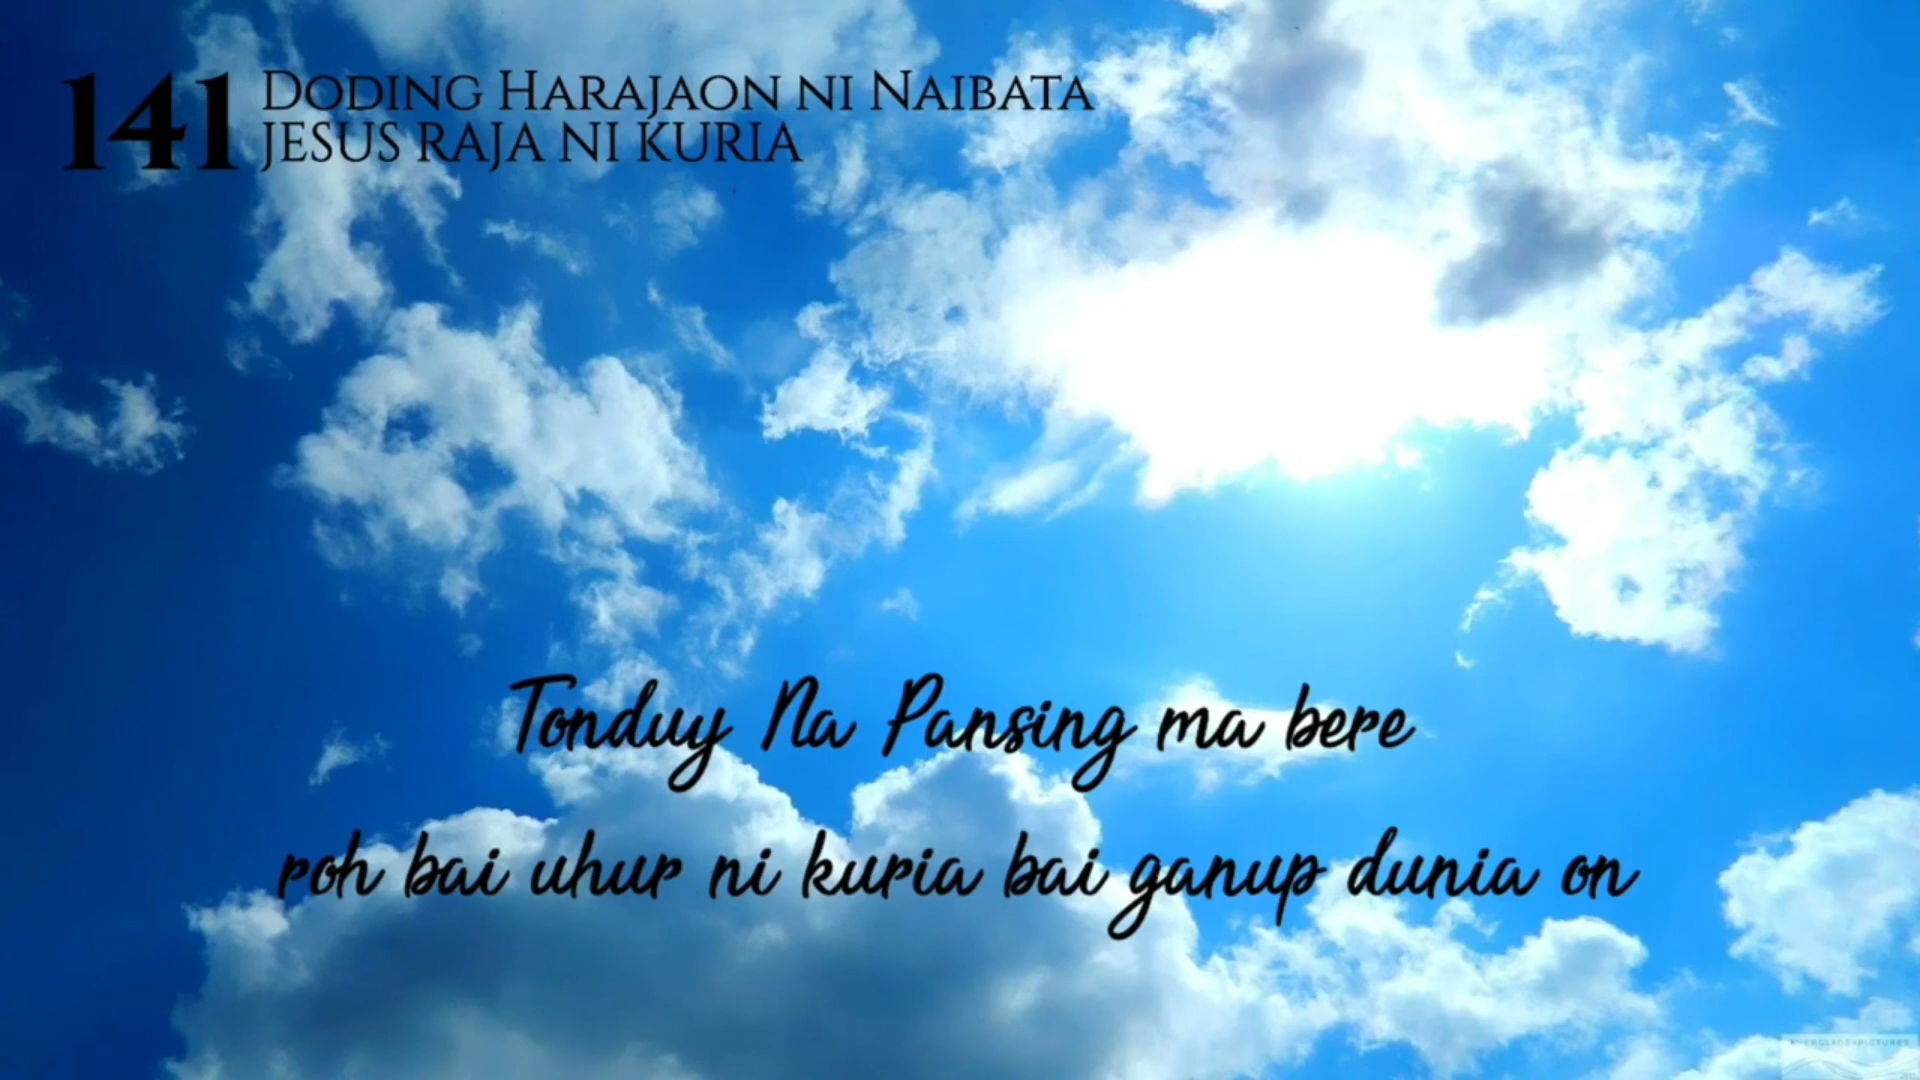 141 DODING HARAJAON NI NAIBATA
JESUS RAJA NI KURIA
Tonduy Na Pansing ma bere
roh bai uhur ni kuria bai ganup dunia on